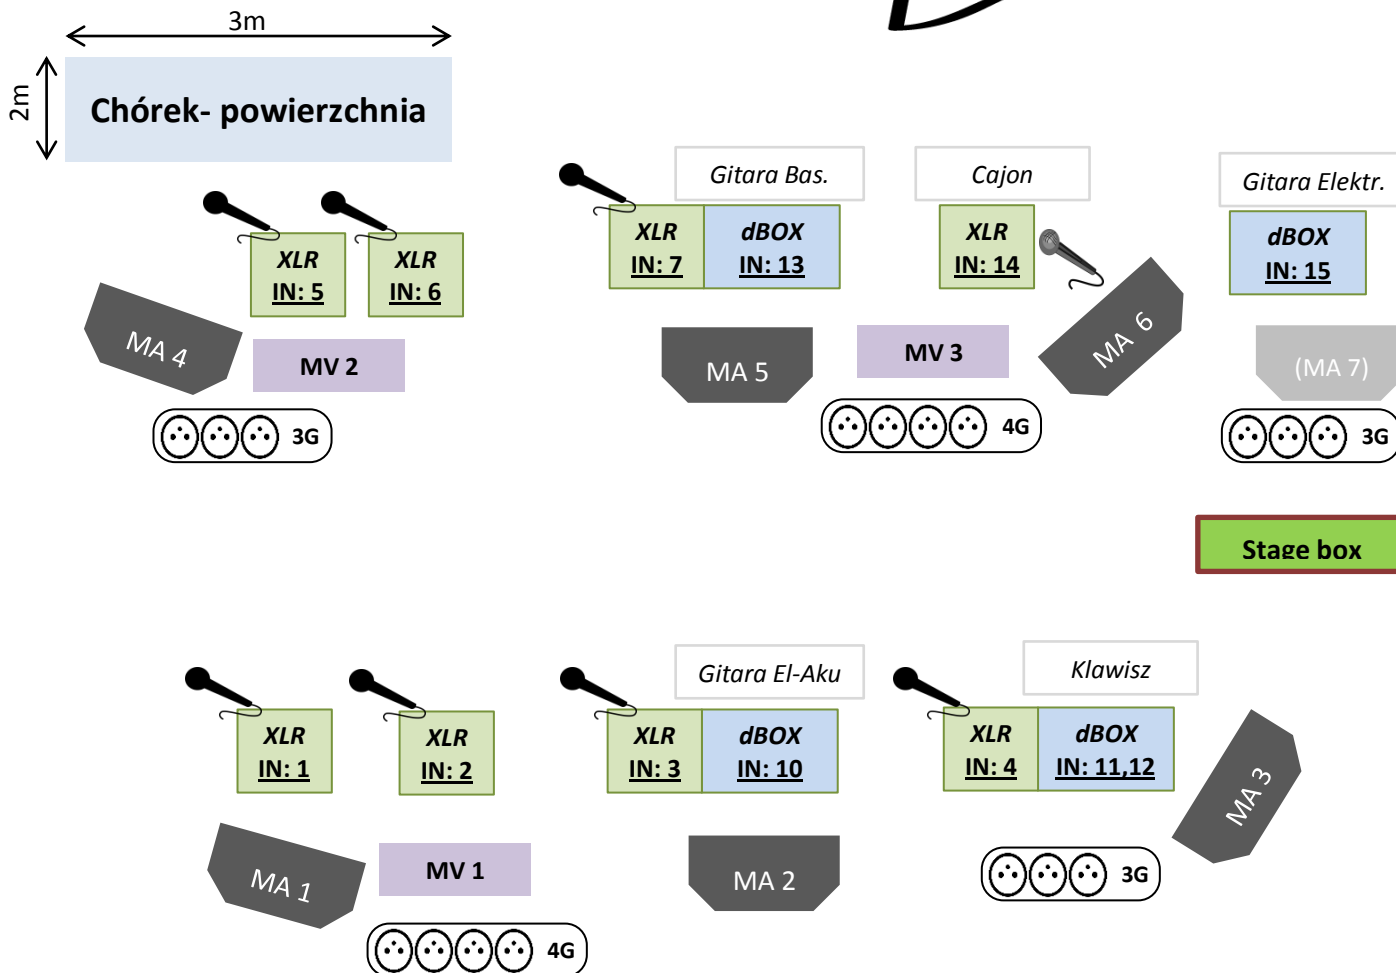 3m
2m
Chórek- powierzchnia
Gitara Bas.
Cajon
Gitara Elektr.
XLR
IN: 5
XLR
IN: 6
XLR
IN: 7
dBOX
IN: 13
XLR
IN: 14
dBOX
IN: 15
MA 4
MV 2
MA 5
MV 3
MA 6
(MA 7)
3G
4G
3G
Stage box
Gitara El-Aku
Klawisz
XLR
IN: 1
XLR
IN: 2
XLR
IN: 3
dBOX
IN: 10
XLR
IN: 4
dBOX
IN: 11,12
MA 1
MV 1
MA 2
MA 3
3G
4G